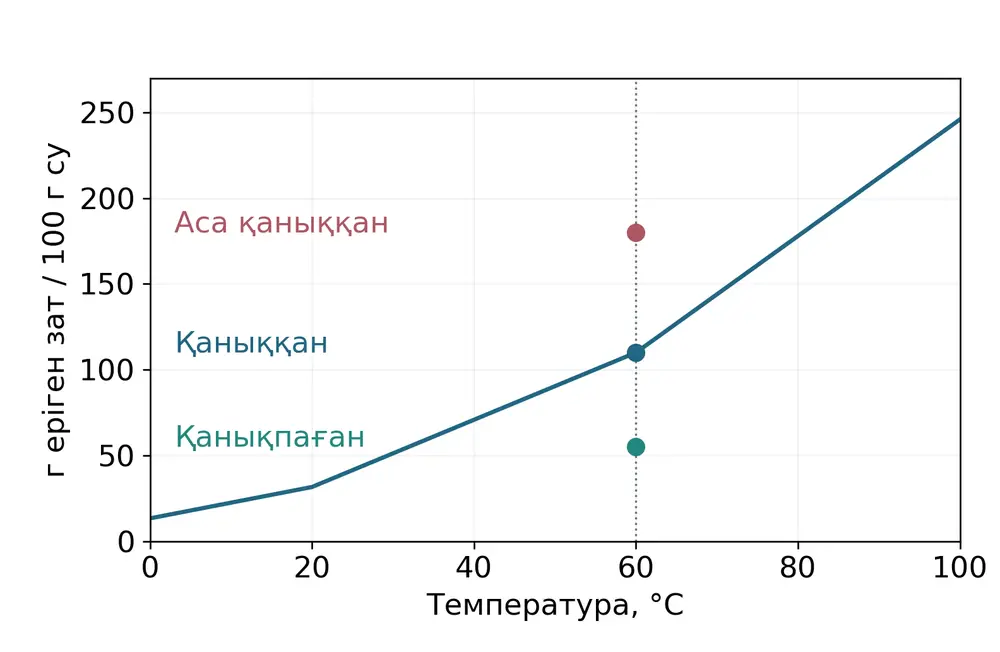 250
200
150
100
50
0
г еріген зат / 100 г су
Аса қаныққан
Қаныққан
Қанықпаған
0 20 40 60 80 100
Температура, °C